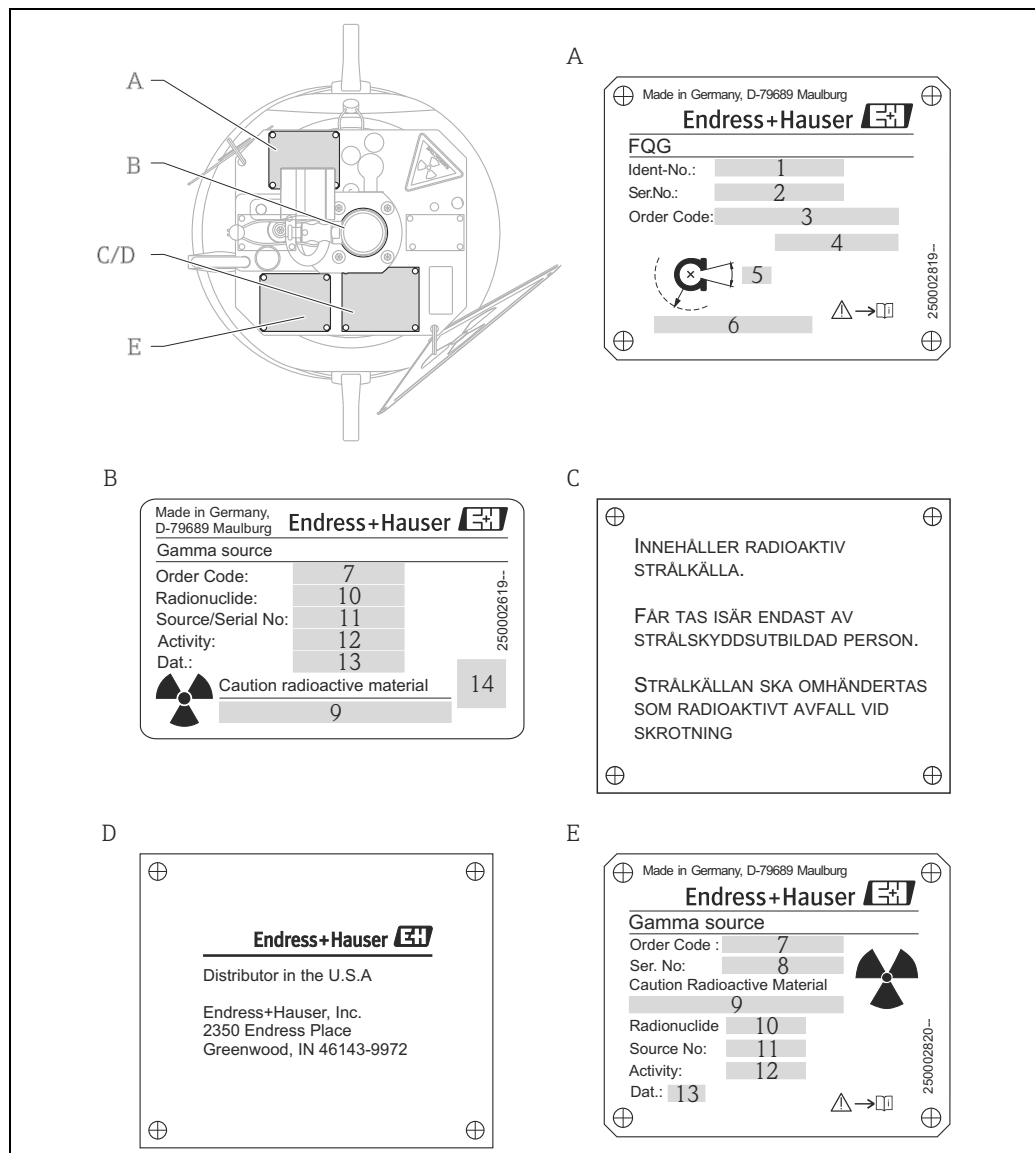 A
B
C/D
E
A
Made in Germany, D-79689 Maulburg
Endress+Hauser EH
FQG
Ident-No.: 1
Ser.No.: 2
Order Code: 3
4
5
6
250002819--
B
Made in Germany,
D-79689 Maulburg
Endress+Hauser EH
Gamma source
Order Code: 7
Radionuclide: 10
Source/Serial No: 11
Activity: 12
Dat.: 13
Caution radioactive material
9
14
250002619--
C
INNEHÅLLER RADIOAKTIV
STRÅLKÄLLA.
FÅR TAS ISÄR ENDAST AV
STRÅLSKYDDSUTBILDAD PERSON.
STRÅLKÄLLAN SKA OMHÄNDERTAS
SOM RADIOAKTIVT AVFALL VID
SKROTNING
D
Endress+Hauser EH
Distributor in the U.S.A
Endress+Hauser, Inc.
2350 Endress Place
Greenwood, IN 46143-9972
E
Made in Germany, D-79689 Maulburg
Endress+Hauser EH
Gamma source
Order Code : 7
Ser. No: 8
Caution Radioactive Material
9
Radionuclide 10
Source No: 11
Activity: 12
Dat.: 13
250002820--